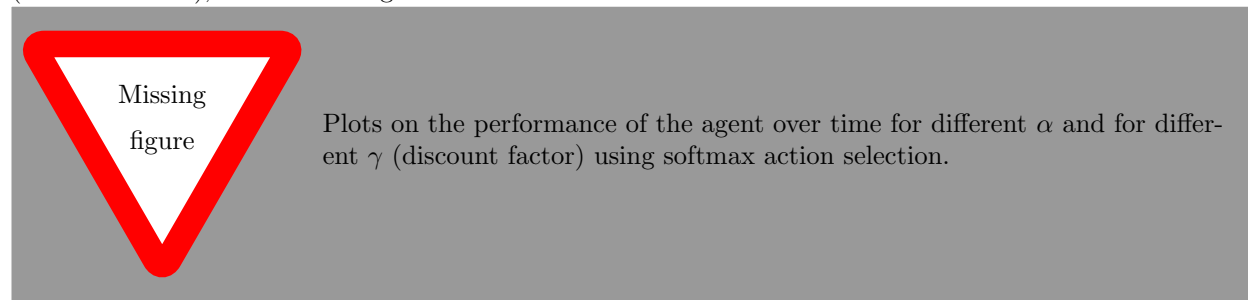 Missing
figure
Plots on the performance of the agent over time for different α and for differ-
ent γ (discount factor) using softmax action selection.